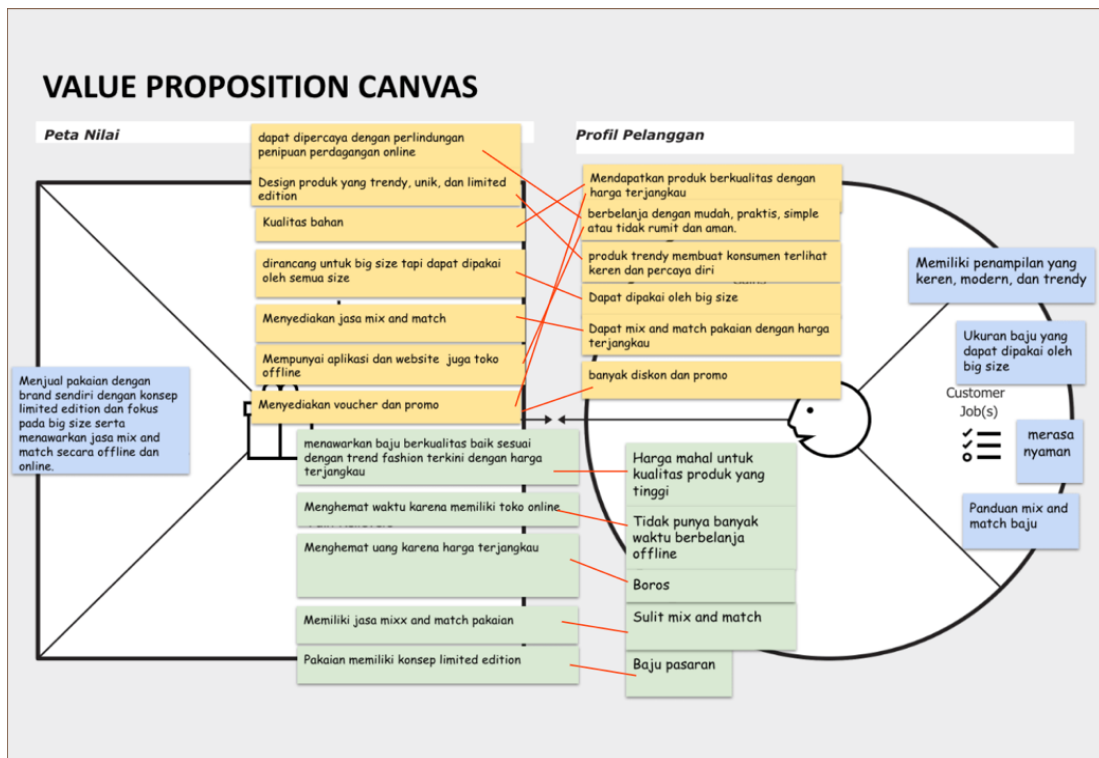 VALUE PROPOSITION CANVAS
Peta Nilai
Profil Pelanggan
dapat dipercaya dengan perlindungan
penipuan perdagangan online
Design produk yang trendy, unik, dan limited
edition
Kualitas bahan
dirancang untuk big size tapi dapat dipakai
oleh semua size
Menyediakan jasa mix and match
Mempunyai aplikasi dan website juga toko
offline
Menyediakan voucher dan promo
Menjual pakaian dengan
brand sendiri dengan konsep
limited edition dan fokus
pada big size serta
menawarkan jasa mix and
match secara offline dan
online.
menawarkan baju berkualitas baik sesuai
dengan trend fashion terkini dengan harga
terjangkau
Menghemat waktu karena memiliki toko online
Menghemat uang karena harga terjangkau
Memiliki jasa mixx and match pakaian
Pakaian memiliki konsep limited edition
Mendapatkan produk berkualitas dengan
harga terjangkau
berbelanja dengan mudah, praktis, simple
atau tidak rumit dan aman.
produk trendy membuat konsumen terlihat
keren dan percaya diri
Dapat dipakai oleh big size
Dapat mix and match pakaian dengan harga
terjangkau
banyak diskon dan promo
Harga mahal untuk
kualitas produk yang
tinggi
Tidak punya banyak
waktu berbelanja
offline
Boros
Sulit mix and match
Baju pasaran
Memiliki penampilan yang
keren, modern, dan trendy
Ukuran baju yang
dapat dipakai oleh
big size
Customer
Job(s)
merasa
nyaman
Panduan mix and
match baju